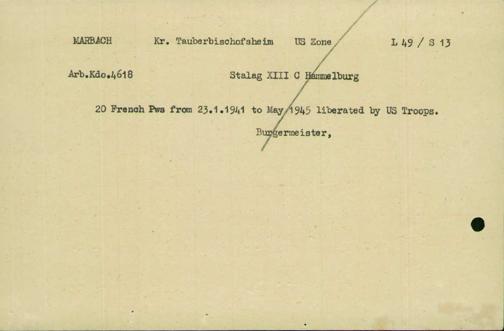 MARBACH Kr. Tauberbischofsheim US Zone L 49 / S 13
Arb.Kdo.4618 Stalag XIII C Hammelburg
20 French Pws from 23.1.1941 to May 1945 liberated by US Troops.
Burgermeister,